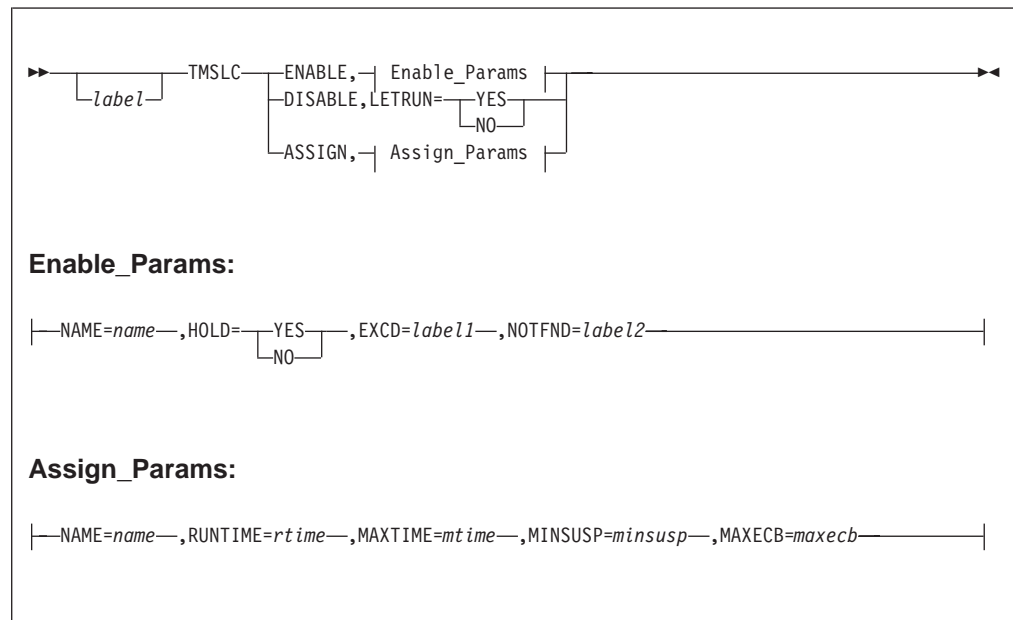 TMSLC ENABLE, Enable_Params
label DISABLE,LETRUN= YES
NO
ASSIGN, Assign_Params
Enable_Params:
NAME=name ,HOLD= YES ,EXCD=label1 ,NOTFND=label2
NO
Assign_Params:
NAME=name ,RUNTIME=rtime ,MAXTIME=mtime ,MINSUSP=minsusp ,MAXECB=maxecb